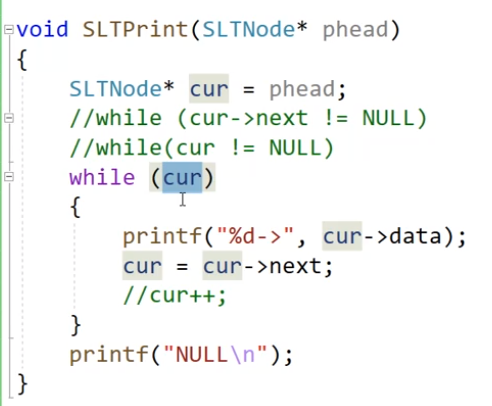 void SLTPrint(SLTNode* phead)
{
    SLTNode* cur = phead;
    //while (cur->next != NULL)
    //while(cur != NULL)
    while (cur)
    {
        printf("%d->", cur->data);
        cur = cur->next;
        //cur++;
    }
    printf("NULL\n");
}